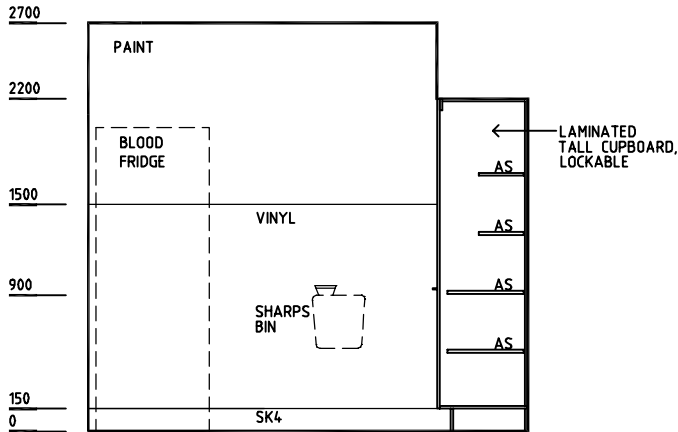 2700
PAINT
2200
BLOOD
FRIDGE
LAMINATED
TALL CUPBOARD,
LOCKABLE
AS
1500
VINYL
AS
900
AS
SHARPS
BIN
AS
150
SK4
0